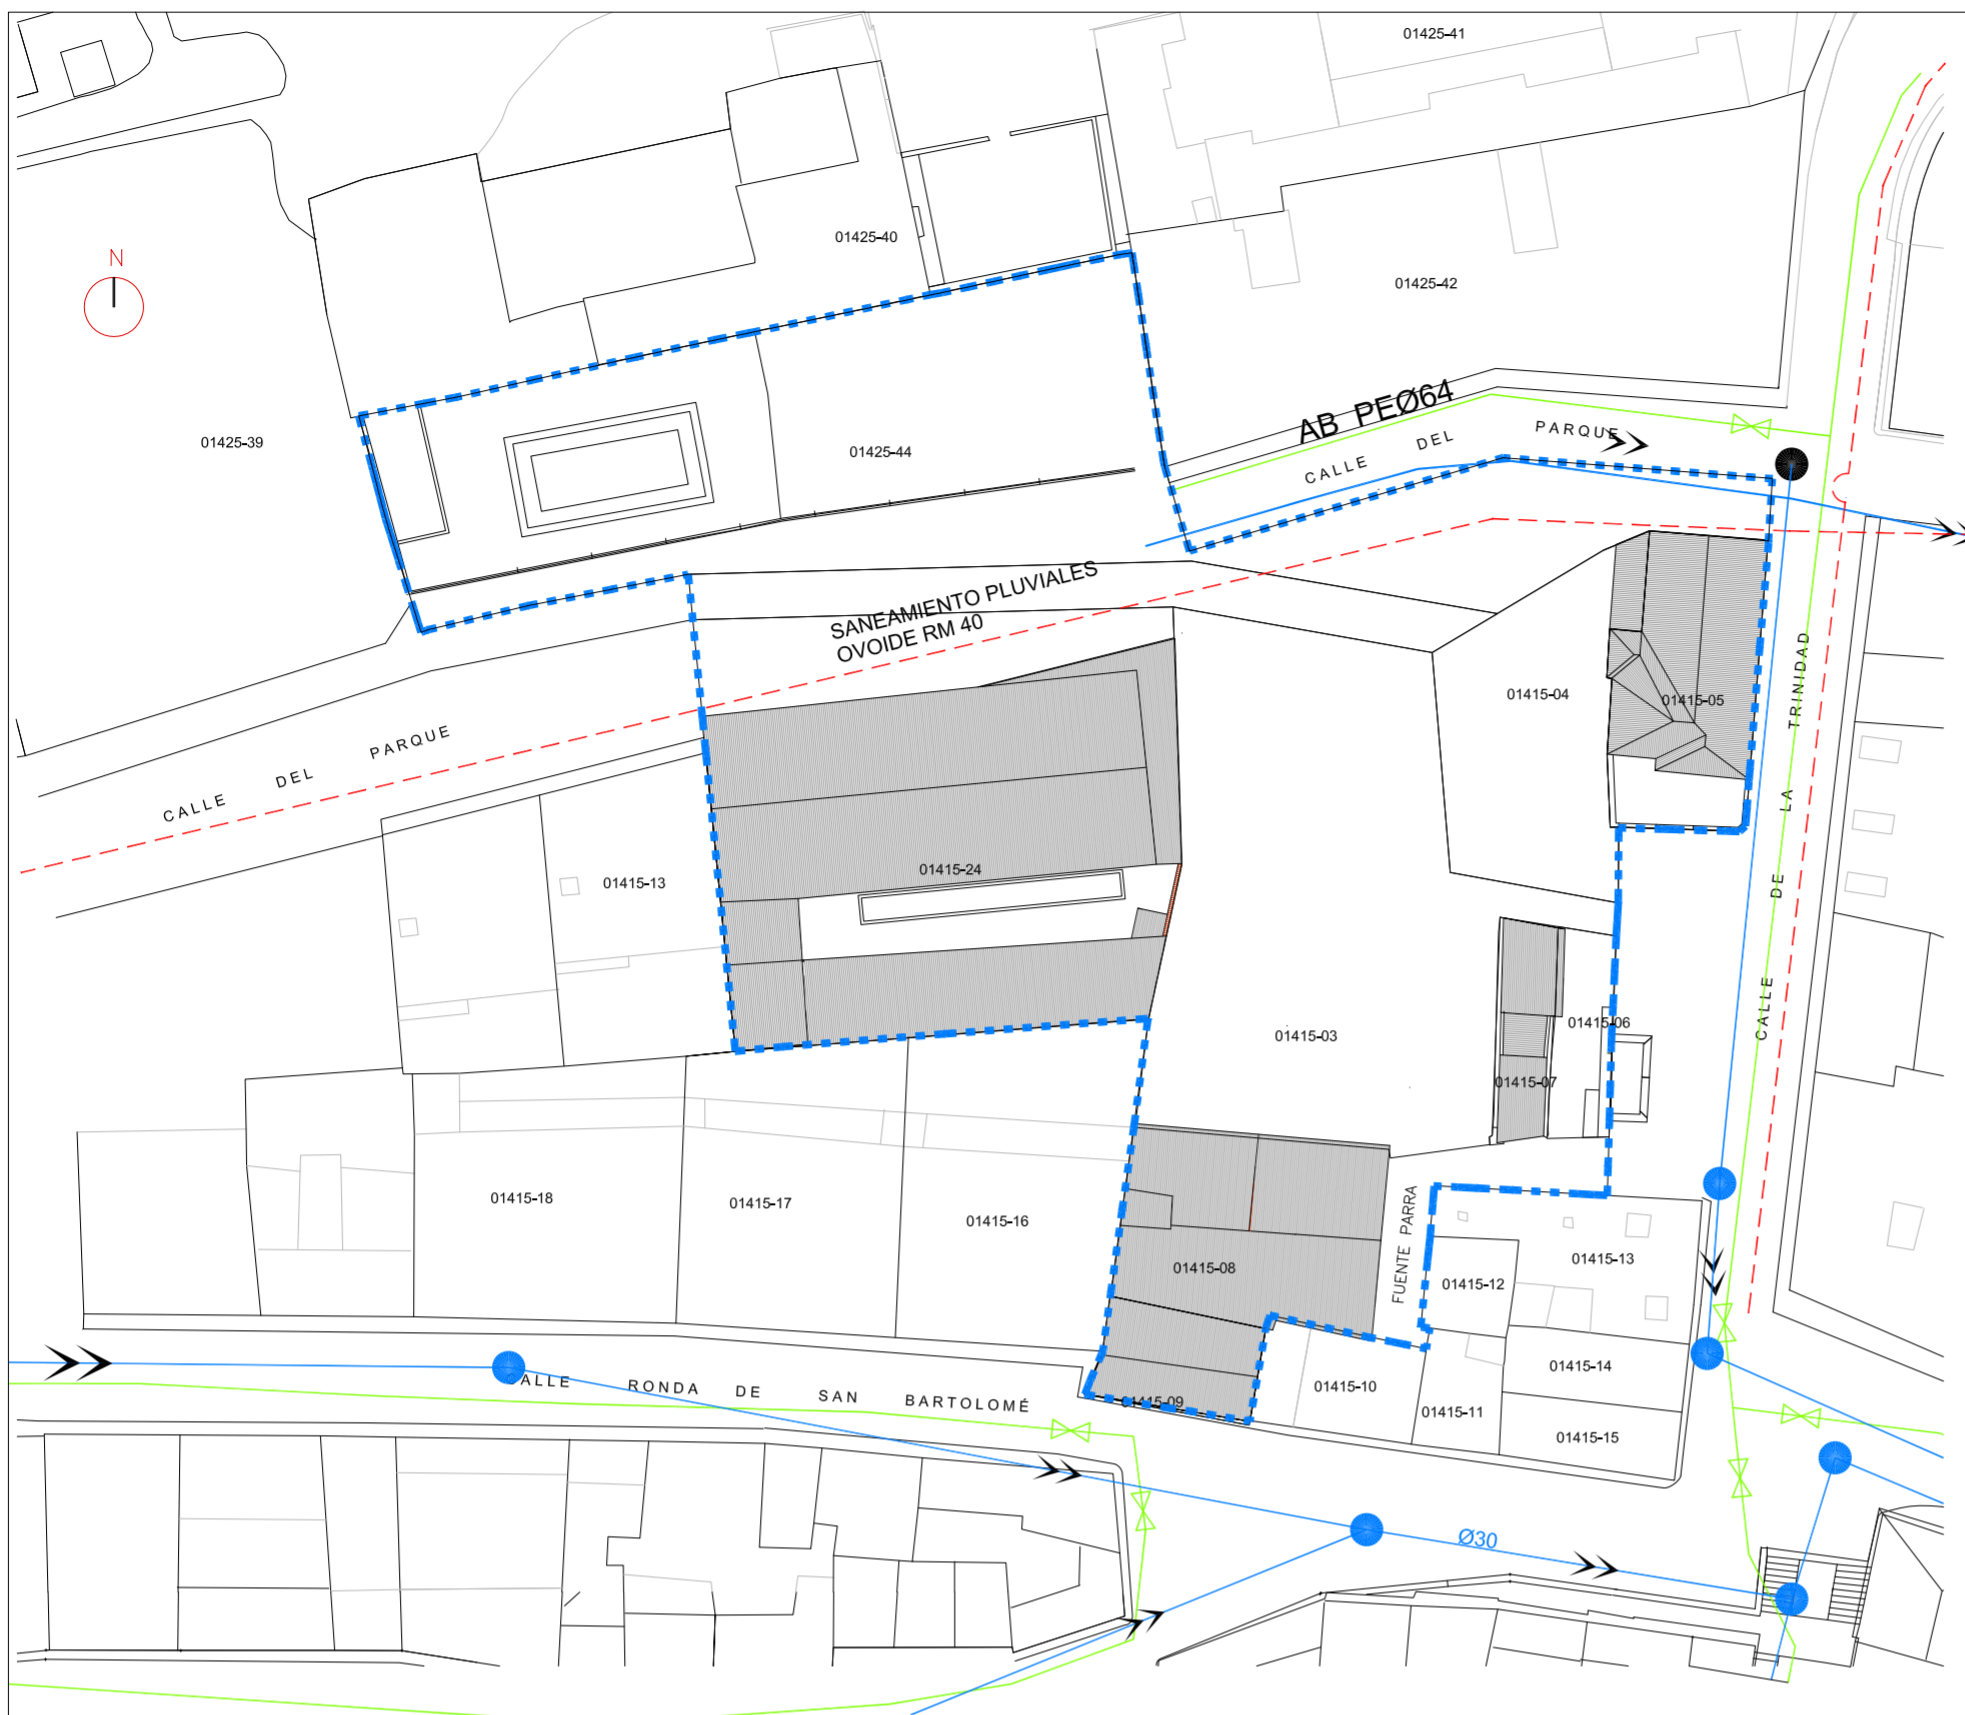 01425-41
N
01425-40
01425-42
AB PEØ64
CALLE DEL PARQUE
01425-39
01425-44
SANEAMIENTO PLUVIALES
OVOIDE RM 40
01415-04
01415-05
CALLE DE LA TRINIDAD
CALLE DEL PARQUE
01415-24
01415-13
01415-03
01415-06
01415-07
01415-18
01415-17
01415-16
FUENTE PARRA
01415-08
01415-12
01415-13
01415-14
01415-10
01415-09
01415-11
01415-15
CALLE RONDA DE SAN BARTOLOMÉ
Ø30